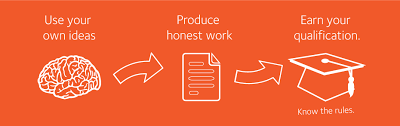 Use your
own ideas
Produce
honest work
Earn your
qualification.
Know the rules.